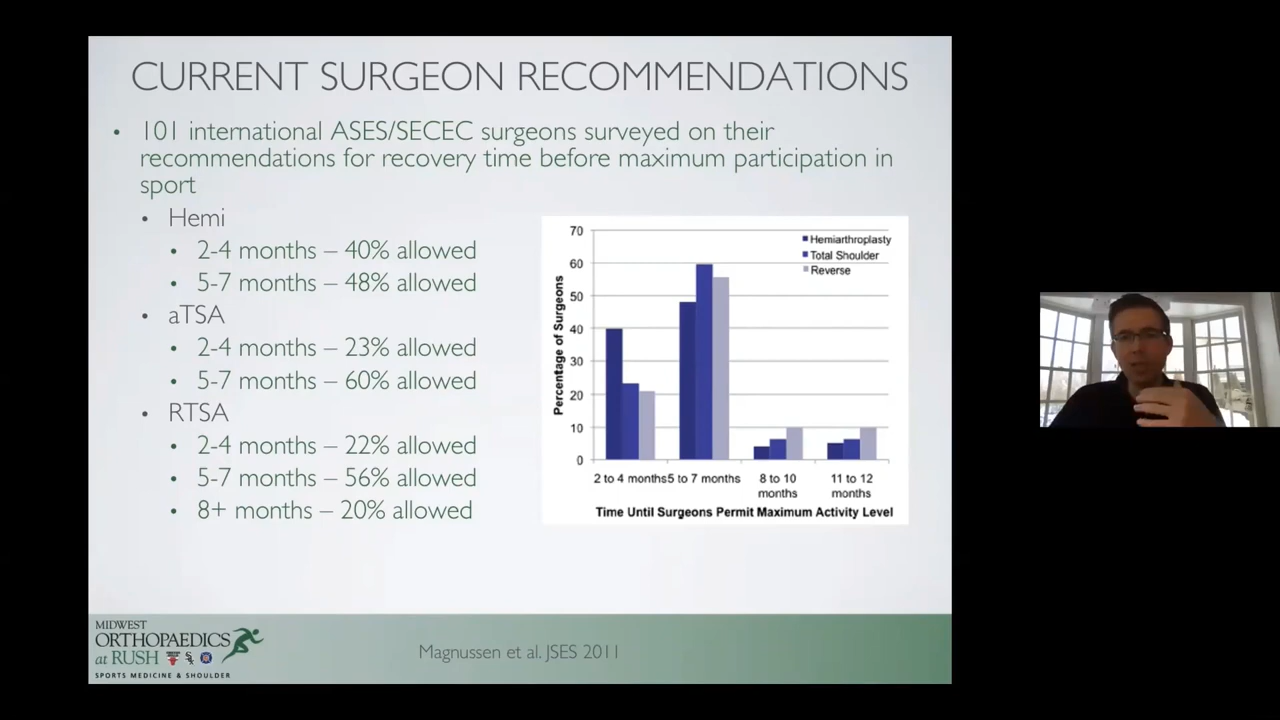 CURRENT SURGEON RECOMMENDATIONS
• 101 international ASES/SECEC surgeons surveyed on their
recommendations for recovery time before maximum participation in
sport
• Hemi
• 2-4 months – 40% allowed
• 5-7 months – 48% allowed
• aTSA
• 2-4 months – 23% allowed
• 5-7 months – 60% allowed
• RTSA
• 2-4 months – 22% allowed
• 5-7 months – 56% allowed
• 8+ months – 20% allowed
Percentage of Surgeons
70
60
50
40
30
20
10
0
Hemiarthroplasty
Total Shoulder
Reverse
2 to 4 months 5 to 7 months 8 to 10 11 to 12
months months
Time Until Surgeons Permit Maximum Activity Level
MIDWEST
ORTHOPAEDICS
at RUSH
SPORTS MEDICINE & SHOULDER
Magnussen et al. JSES 2011